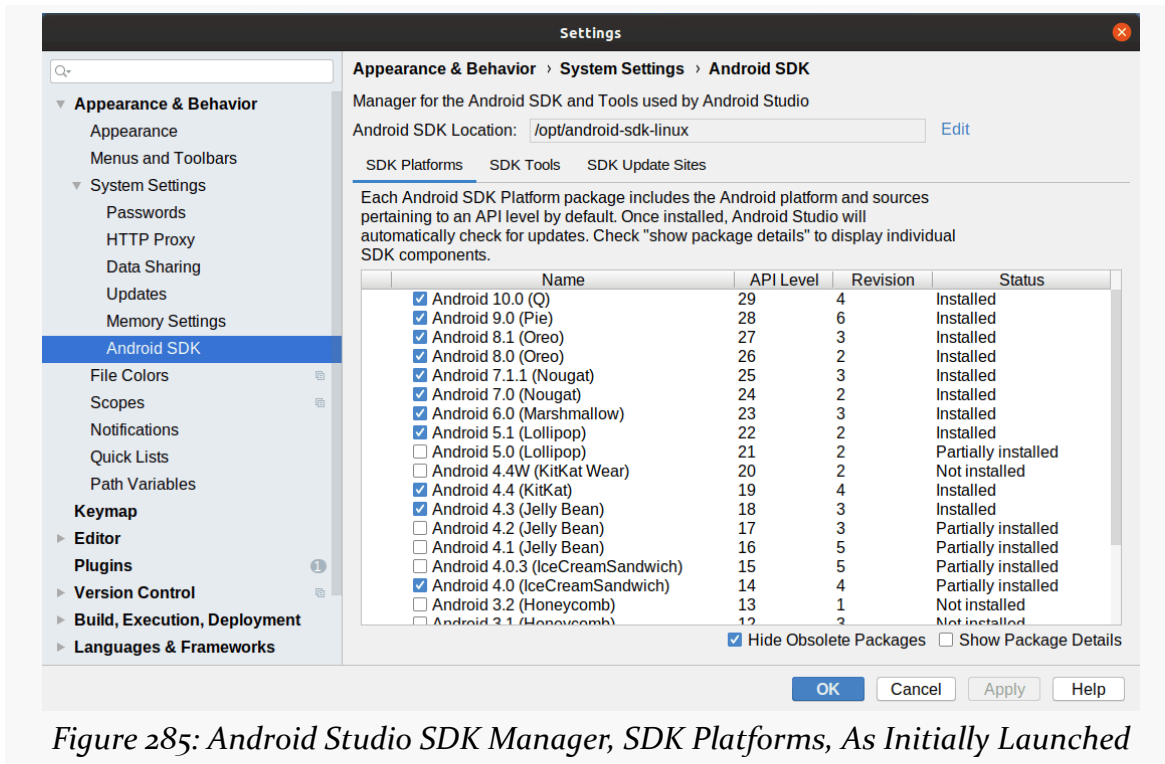 Settings
Appearance & Behavior › System Settings › Android SDK
Appearance & Behavior
Appearance
Menus and Toolbars
System Settings
Passwords
HTTP Proxy
Data Sharing
Updates
Memory Settings
Android SDK
File Colors
Scopes
Notifications
Quick Lists
Path Variables
Keymap
Editor
Plugins 1
Version Control
Build, Execution, Deployment
Languages & Frameworks
Manager for the Android SDK and Tools used by Android Studio
Android SDK Location: /opt/android-sdk-linux Edit
SDK Platforms SDK Tools SDK Update Sites
Each Android SDK Platform package includes the Android platform and sources
pertaining to an API level by default. Once installed, Android Studio will
automatically check for updates. Check "show package details" to display individual
SDK components.
Name API Level Revision Status
Android 10.0 (Q) 29 4 Installed
Android 9.0 (Pie) 28 6 Installed
Android 8.1 (Oreo) 27 3 Installed
Android 8.0 (Oreo) 26 2 Installed
Android 7.1.1 (Nougat) 25 3 Installed
Android 7.0 (Nougat) 24 2 Installed
Android 6.0 (Marshmallow) 23 3 Installed
Android 5.1 (Lollipop) 22 2 Installed
Android 5.0 (Lollipop) 21 2 Partially installed
Android 4.4W (KitKat Wear) 20 2 Not installed
Android 4.4 (KitKat) 19 4 Installed
Android 4.3 (Jelly Bean) 18 3 Installed
Android 4.2 (Jelly Bean) 17 3 Partially installed
Android 4.1 (Jelly Bean) 16 5 Partially installed
Android 4.0.3 (IceCreamSandwich) 15 5 Partially installed
Android 4.0 (IceCreamSandwich) 14 4 Partially installed
Android 3.2 (Honeycomb) 13 1 Not installed
Android 3.1 (Honeycomb) 12 3 Not installed
Hide Obsolete Packages Show Package Details
OK Cancel Apply Help
Figure 285: Android Studio SDK Manager, SDK Platforms, As Initially Launched